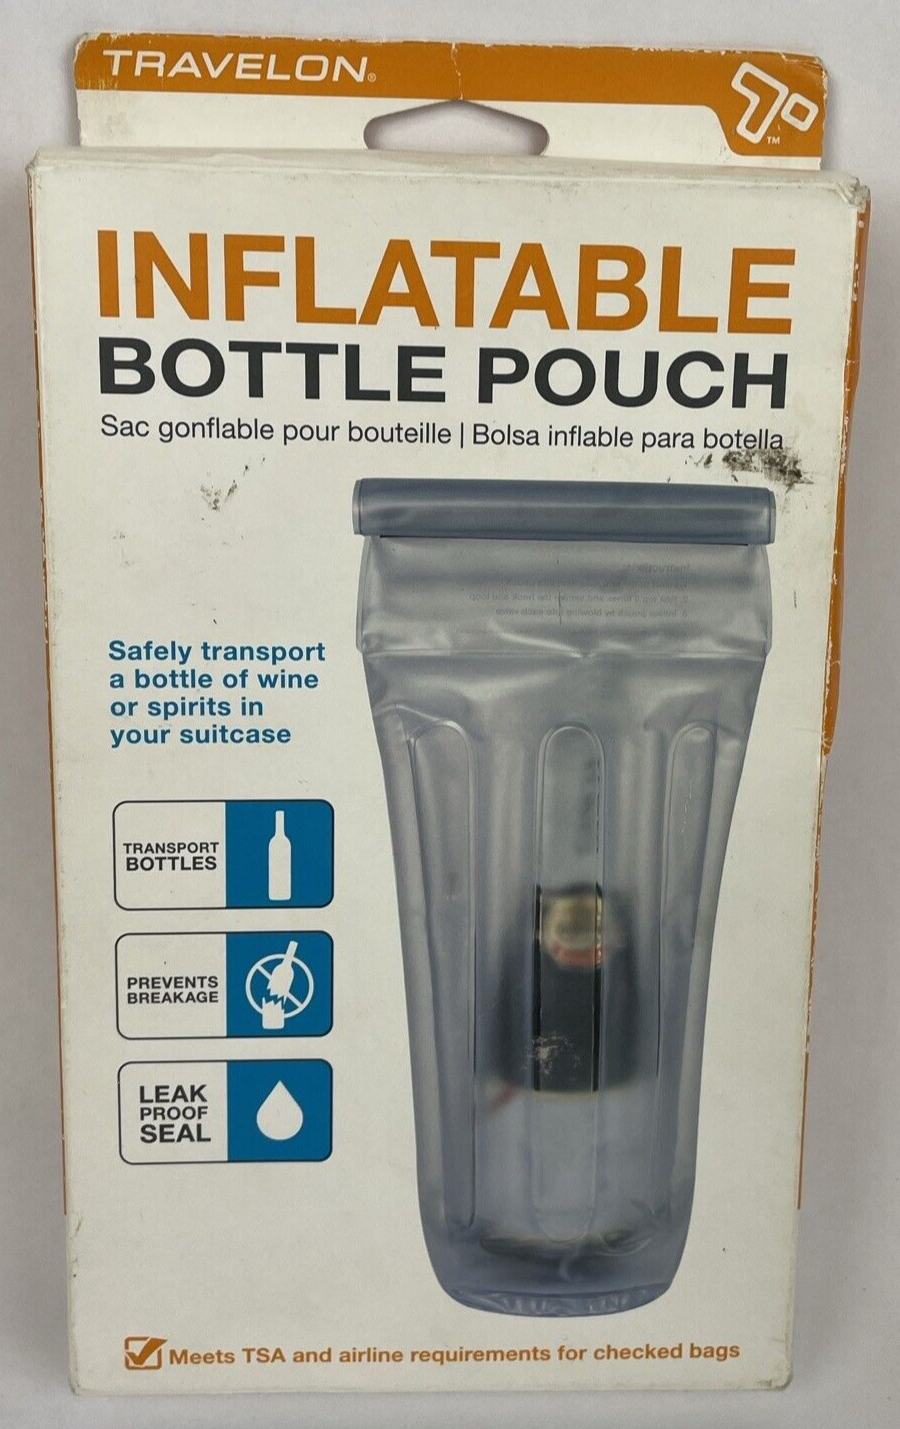 TRAVELON®
TM
INFLATABLE
BOTTLE POUCH
Sac gonflable pour bouteille | Bolsa inflable para botella
Safely transport
a bottle of wine
or spirits in
your suitcase
TRANSPORT
BOTTLES
PREVENTS
BREAKAGE
LEAK
PROOF
SEAL
Meets TSA and airline requirements for checked bags